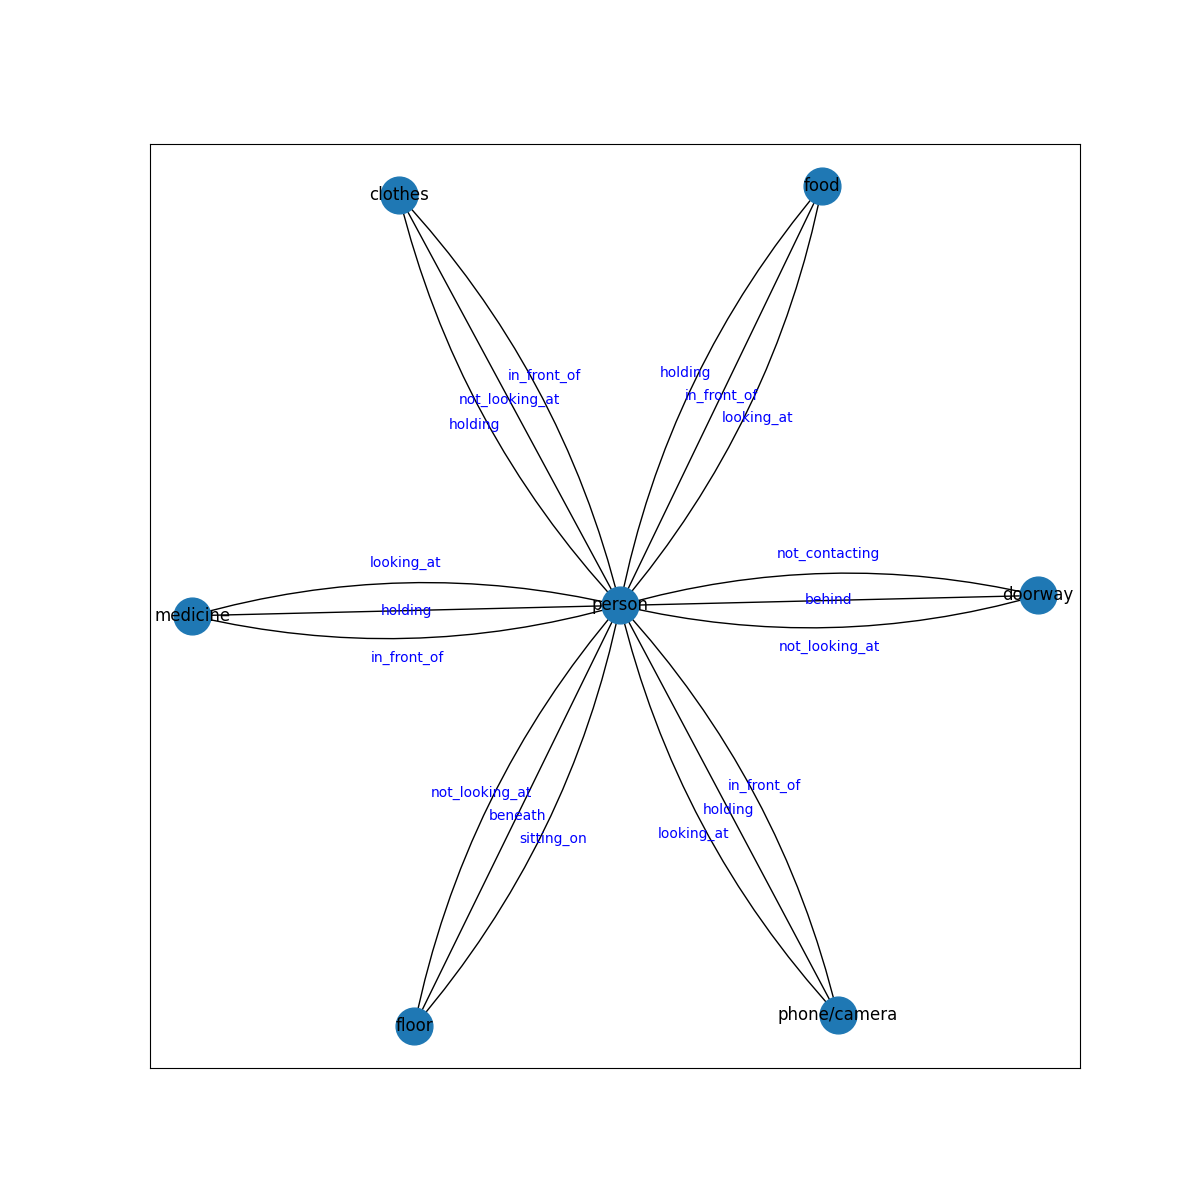 clothes
food
in_front_of
not_looking_at
holding
holding
in_front_of
looking_at
looking_at
holding
in_front_of
medicine
person
not_contacting
behind
not_looking_at
doorway
not_looking_at
beneath
sitting_on
in_front_of
holding
looking_at
floor
phone/camera